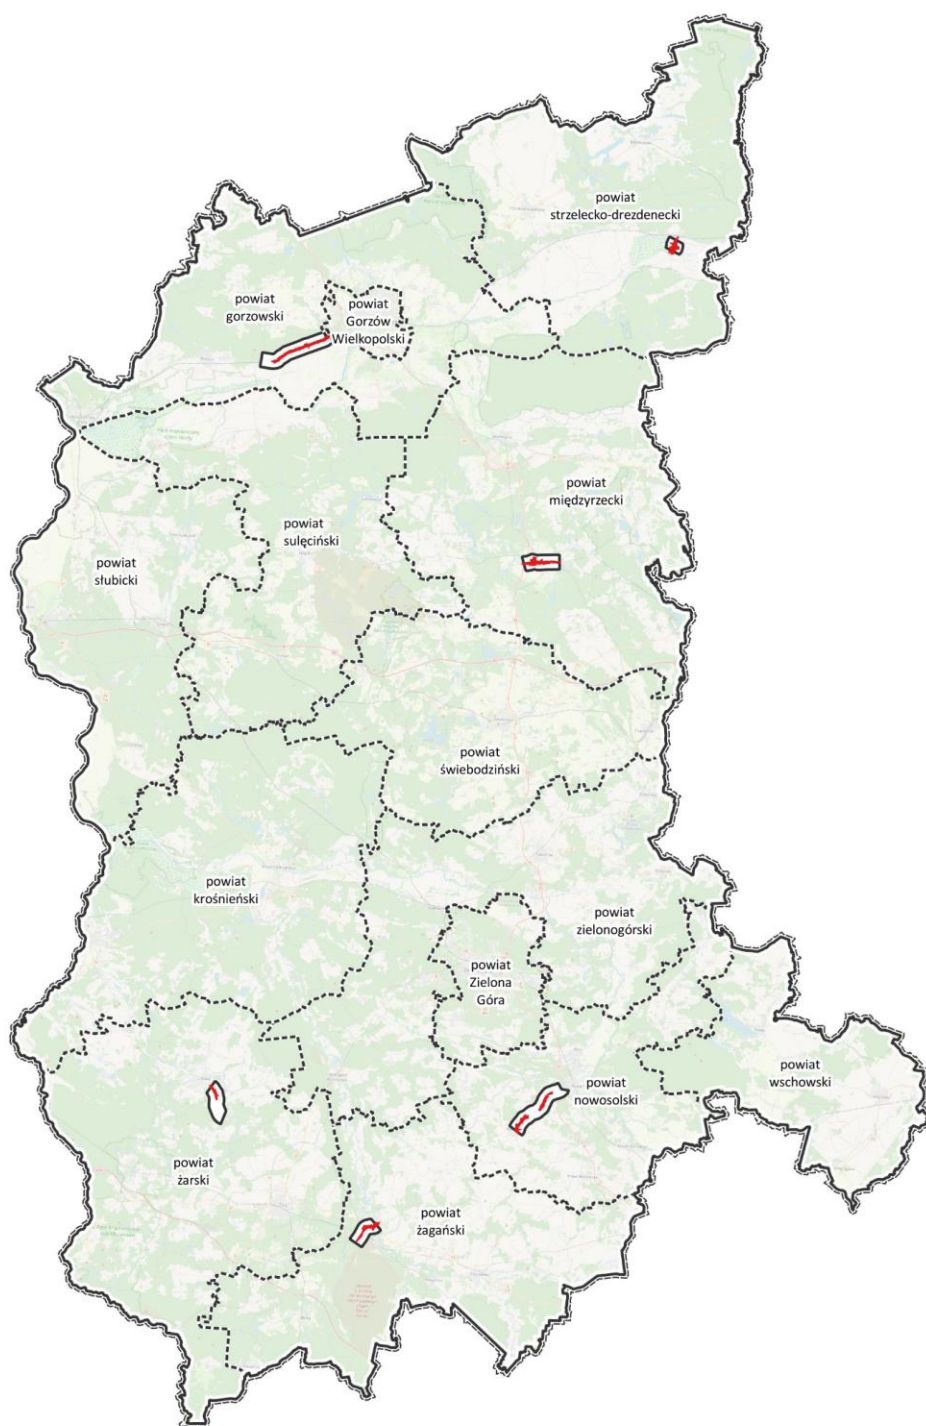 powiat
strzelecko-drezdenecki
powiat
gorzowski
powiat
Gorzów
Wielkopolski
powiat
międzyrzecki
powiat
sulęciński
powiat
słubicki
powiat
świebodziński
powiat
krośnieński
powiat
zielonogórski
powiat
Zielona
Góra
powiat
wschowski
powiat
nowosolski
powiat
żarski
powiat
żagański